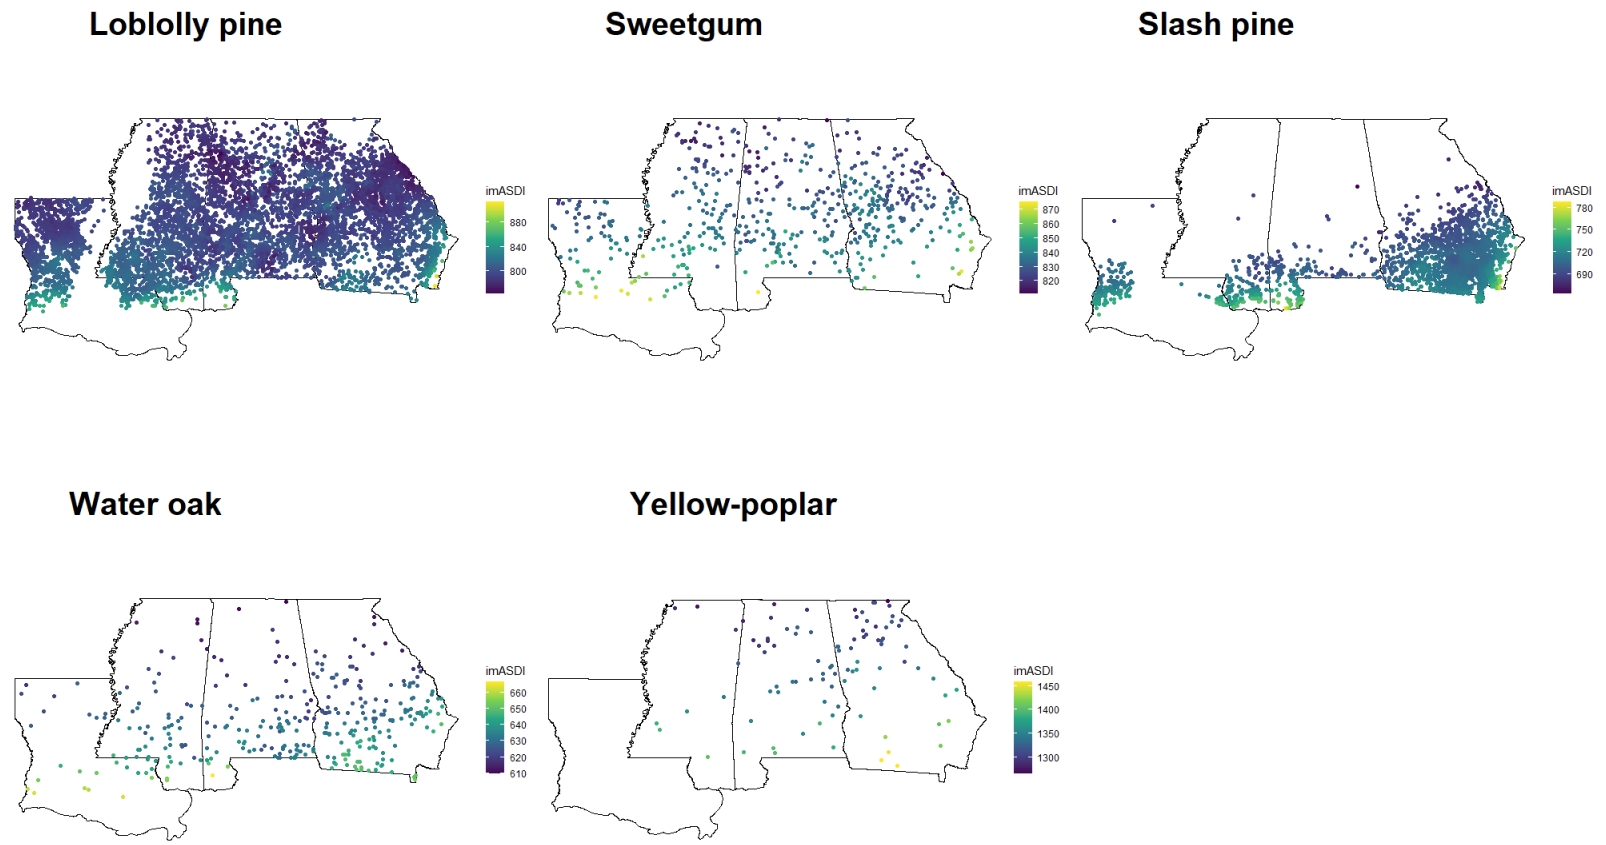 Loblolly pine
Sweetgum
Slash pine
imASDI
880
840
800
imASDI
870
860
850
840
830
820
imASDI
780
750
720
690
Water oak
Yellow-poplar
imASDI
660
650
640
630
620
610
imASDI
1450
1400
1350
1300